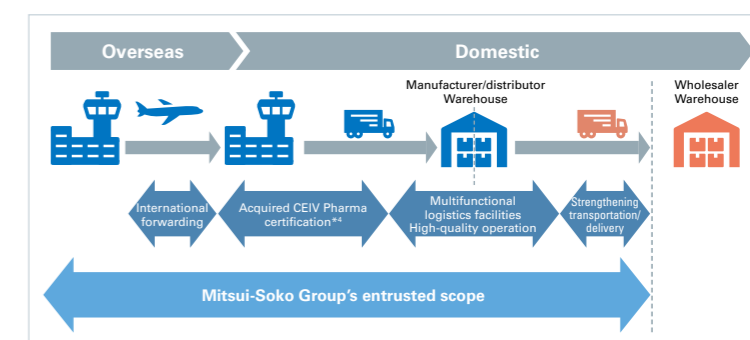 Overseas
Domestic
Manufacturer/distributor
Warehouse
Wholesaler
Warehouse
International
forwarding
Acquired CEIV Pharma
certification*4
Multifunctional
logistics facilities
High-quality operation
Strengthening
transportation/
delivery
Mitsui-Soko Group's entrusted scope